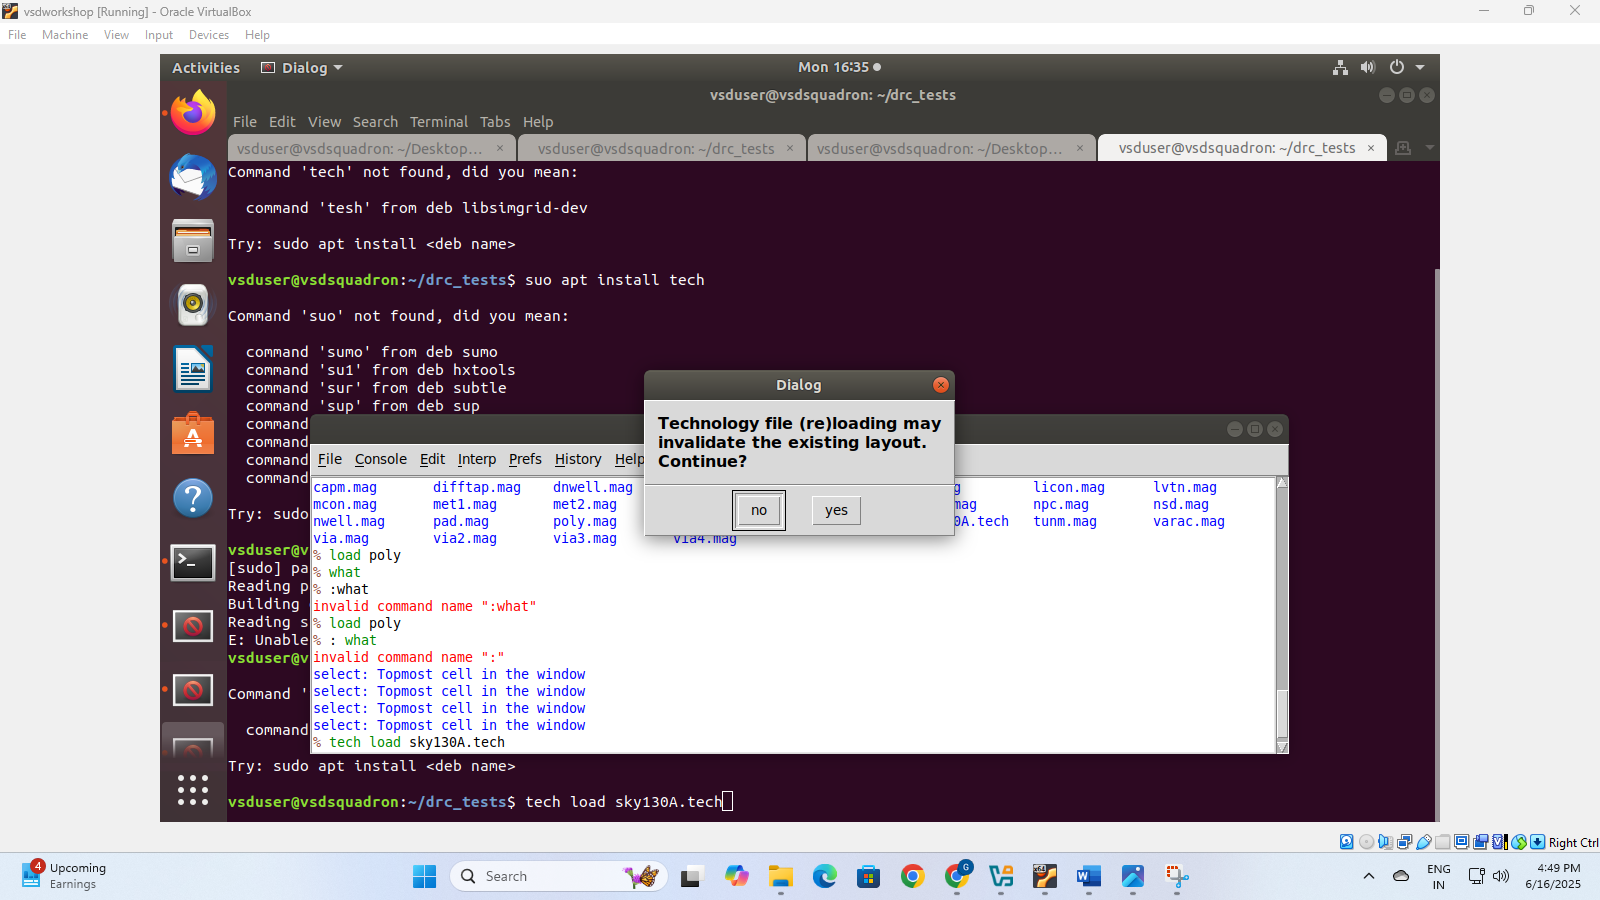 vsdworkshop [Running] - Oracle VirtualBox
File Machine View Input Devices Help
Activities Dialog Mon 16:35
vsduser@vsdsquadron: ~/drc_tests
File Edit View Search Terminal Tabs Help
vsduser@vsdsquadron: ~/Desktop... × vsduser@vsdsquadron: ~/drc_tests × vsduser@vsdsquadron: ~/Desktop... × vsduser@vsdsquadron: ~/drc_tests ×
Command 'tech' not found, did you mean:
command 'tesh' from deb libsimgrid-dev
Try: sudo apt install <deb name>
vsduser@vsdsquadron:~/drc_tests$ suo apt install tech
Command 'suo' not found, did you mean:
command 'sumo' from deb sumo
command 'su1' from deb hxtools
command 'sur' from deb subtle
command 'sup' from deb sup
command
command
command
command
Try: sudo
vsduser@v
[sudo] pa
Reading p
Building
Reading s
E: Unable
vsduser@v
Command '
command
Try: sudo apt install <deb name>
vsduser@vsdsquadron:~/drc_tests$ tech load sky130A.tech
Dialog
Technology file (re)loading may
invalidate the existing layout.
Continue?
no yes
File Console Edit Interp Prefs History Help
capm.mag difftap.mag dnwell.mag g licon.mag lvtn.mag
mcon.mag met1.mag met2.mag mag npc.mag nsd.mag
nwell.mag pad.mag poly.mag 0A.tech tunm.mag varac.mag
via.mag via2.mag via3.mag via4.mag
% load poly
% what
% :what
invalid command name ":what"
% load poly
% : what
invalid command name ":"
select: Topmost cell in the window
select: Topmost cell in the window
select: Topmost cell in the window
select: Topmost cell in the window
% tech load sky130A.tech
Right Ctrl
4 Upcoming
Earnings
Search
G
x64
ENG
IN
4:49 PM
6/16/2025